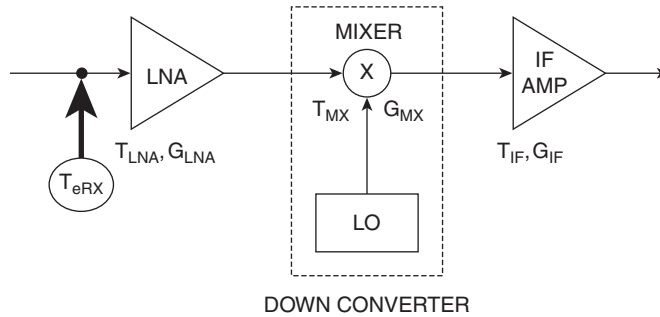 MIXER
LNA
X
IF
AMP
T_MX G_MX
T_LNA, G_LNA
T_IF, G_IF
T_eRX
LO
DOWN CONVERTER